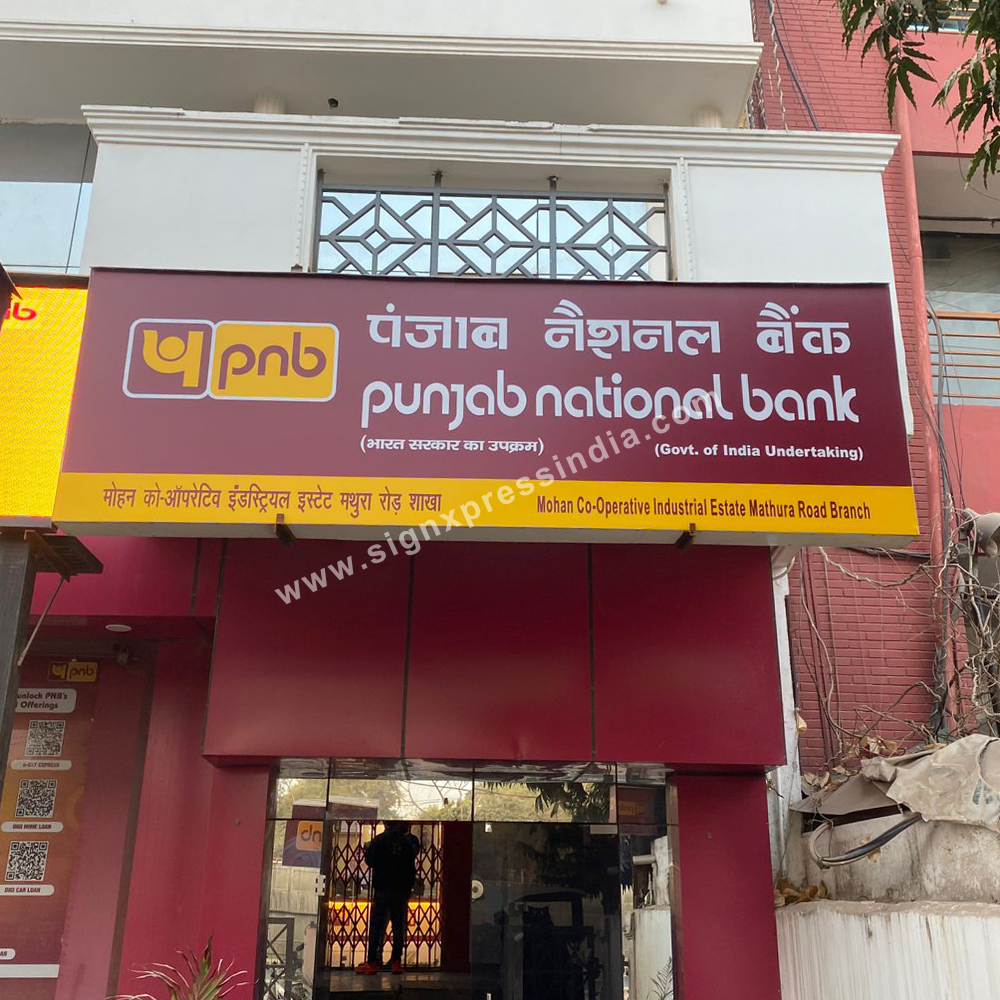 पंजाब नैशनल बैंक
punjab national bank
(भारत सरकार का उपक्रम) (Govt. of India Undertaking)
प pnb
मोहन को-ऑपरेटिव इंडस्ट्रियल इस्टेट मथुरा रोड़ शाखा Mohan Co-Operative Industrial Estate Mathura Road Branch
www.signxpressindia.com
pnb
unlock PNB's
Offerings
DIGI HOME LOAN
DIGI CAR LOAN